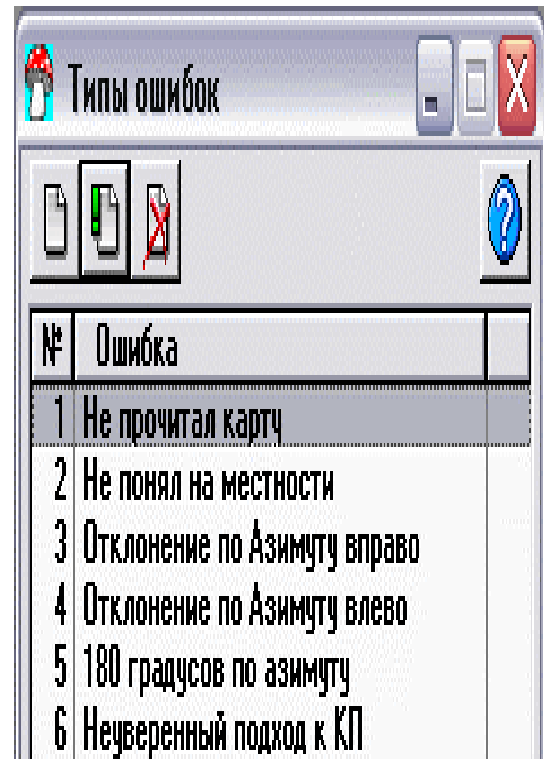 Типы ошибок
№ Ошибка
1 Не прочитал карту
2 Не понял на местности
3 Отклонение по Азимуту вправо
4 Отклонение по Азимуту влево
5 180 градусов по азимуту
6 Неуверенный подход к КП